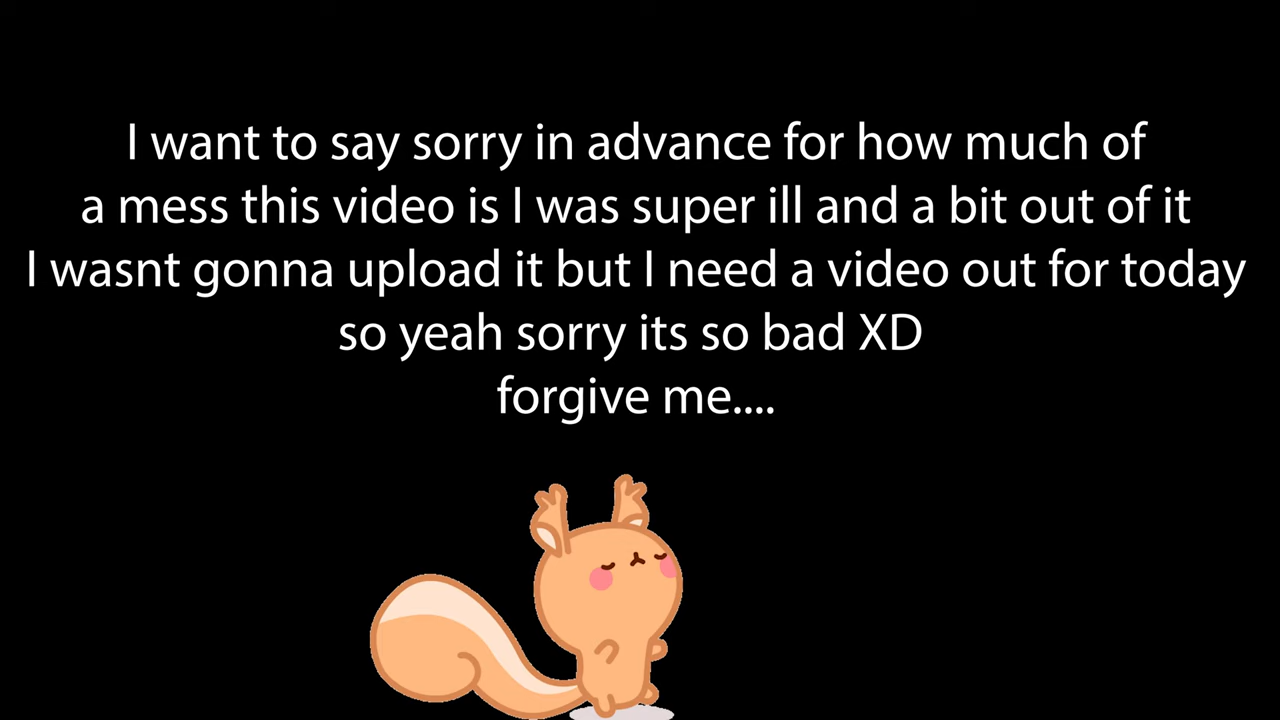 I want to say sorry in advance for how much of
a mess this video is I was super ill and a bit out of it
I wasnt gonna upload it but I need a video out for today
so yeah sorry its so bad XD
forgive me....